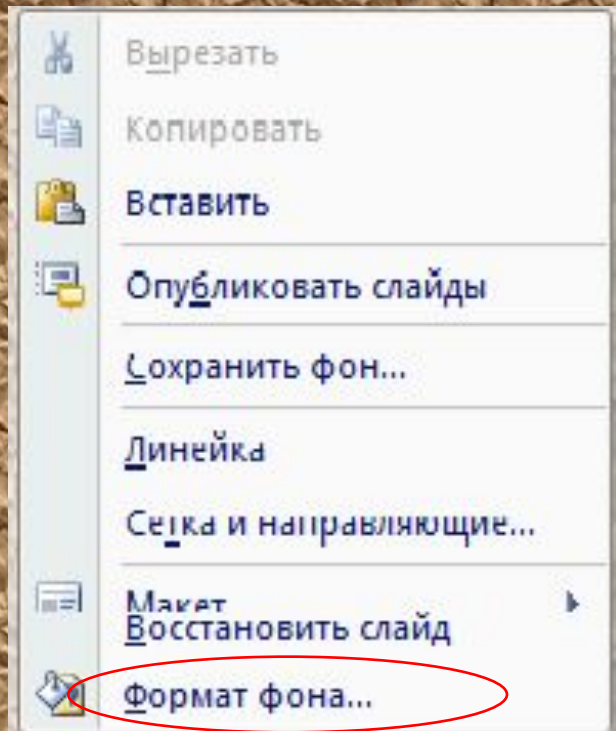 Вырезать
Копировать
Вставить
Опубликовать слайды
Сохранить фон...
Линейка
Сетка и направляющие...
Макет
Восстановить слайд
Формат фона...